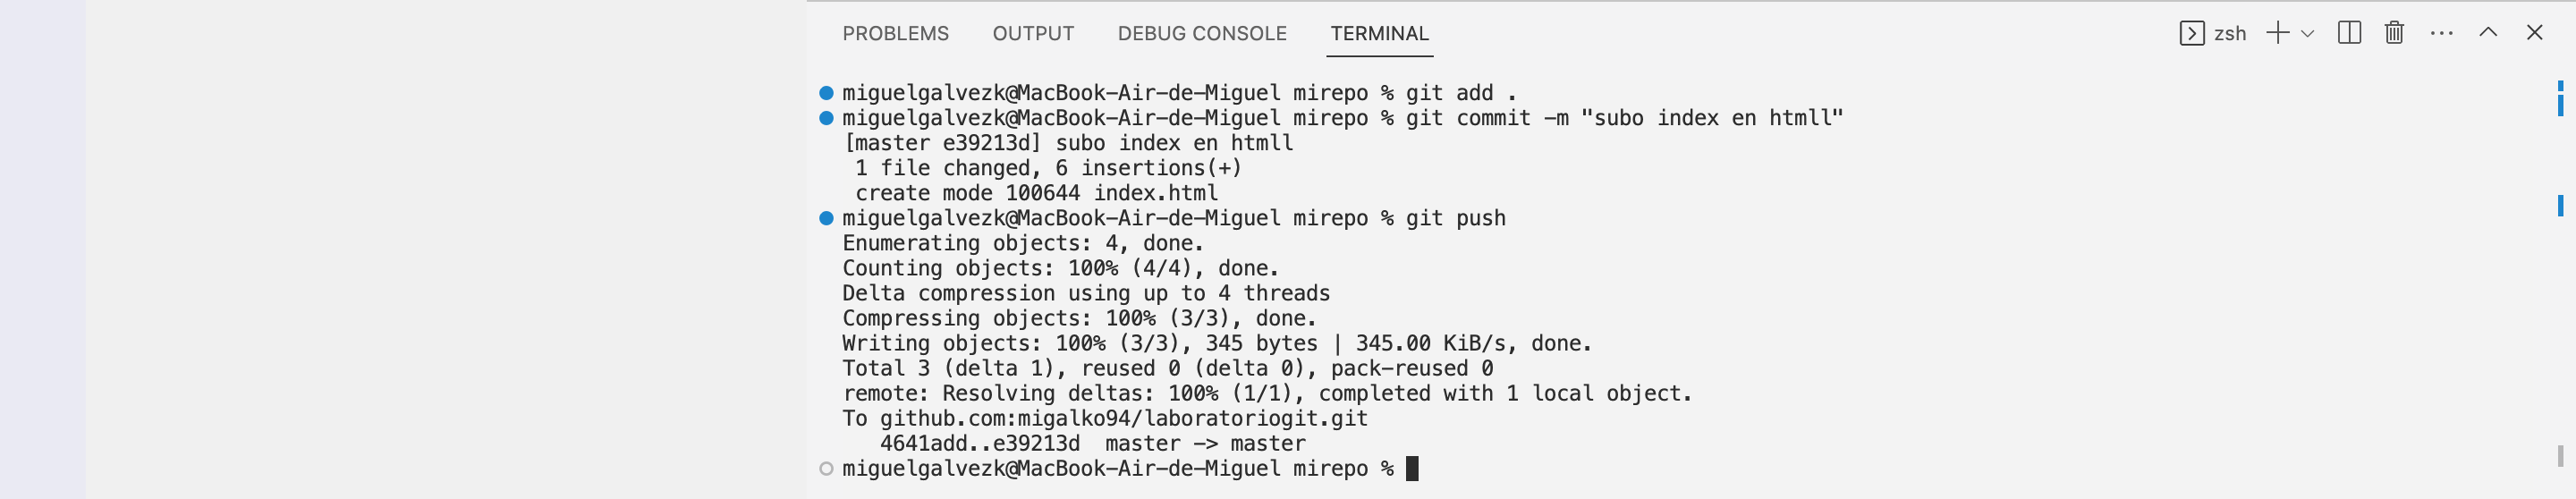 PROBLEMS OUTPUT DEBUG CONSOLE TERMINAL zsh
miguelgalvezk@MacBook-Air-de-Miguel mirepo % git add .
miguelgalvezk@MacBook-Air-de-Miguel mirepo % git commit -m "subo index en htmll"
[master e39213d] subo index en htmll
1 file changed, 6 insertions(+)
create mode 100644 index.html
miguelgalvezk@MacBook-Air-de-Miguel mirepo % git push
Enumerating objects: 4, done.
Counting objects: 100% (4/4), done.
Delta compression using up to 4 threads
Compressing objects: 100% (3/3), done.
Writing objects: 100% (3/3), 345 bytes | 345.00 KiB/s, done.
Total 3 (delta 1), reused 0 (delta 0), pack-reused 0
remote: Resolving deltas: 100% (1/1), completed with 1 local object.
To github.com:migalko94/laboratoriogit.git
4641add..e39213d master -> master
miguelgalvezk@MacBook-Air-de-Miguel mirepo %